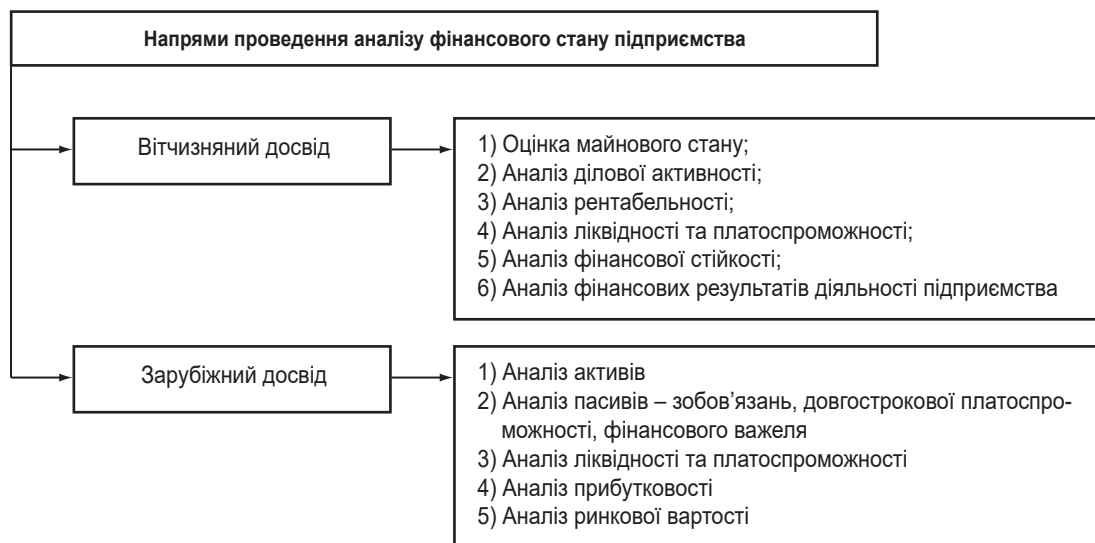 Напрями проведення аналізу фінансового стану підприємства
Вітчизняний досвід
1) Оцінка майнового стану;
2) Аналіз ділової активності;
3) Аналіз рентабельності;
4) Аналіз ліквідності та платоспроможності;
5) Аналіз фінансової стійкості;
6) Аналіз фінансових результатів діяльності підприємства
Зарубіжний досвід
1) Аналіз активів
2) Аналіз пасивів – зобов’язань, довгострокової платоспро-
можності, фінансового важеля
3) Аналіз ліквідності та платоспроможності
4) Аналіз прибутковості
5) Аналіз ринкової вартості